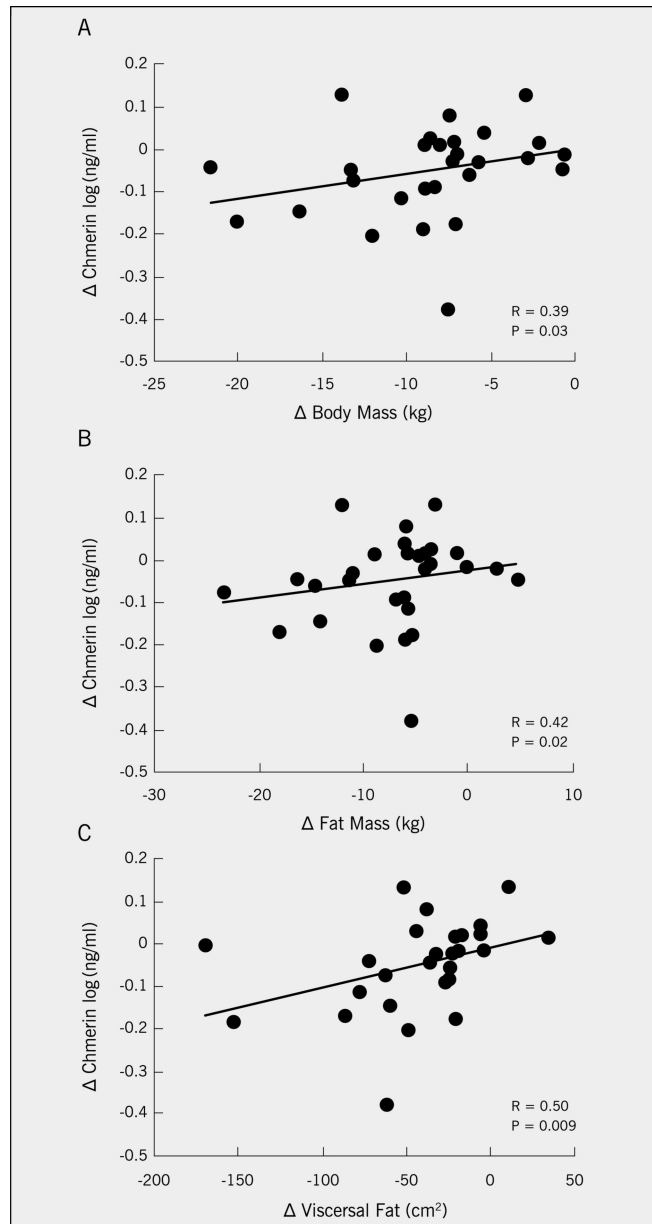 A
0.2
0.1
0
-0.1
-0.2
-0.3
-0.4
-0.5
Δ Chmerin log (ng/ml)
R = 0.39
P = 0.03
-25 -20 -15 -10 -5 0
Δ Body Mass (kg)
B
0.2
0.1
0
-0.1
-0.2
-0.3
-0.4
-0.5
Δ Chmerin log (ng/ml)
R = 0.42
P = 0.02
-30 -20 -10 0 10
Δ Fat Mass (kg)
C
0.2
0.1
0
-0.1
-0.2
-0.3
-0.4
-0.5
Δ Chmerin log (ng/ml)
R = 0.50
P = 0.009
-200 -150 -100 -50 0 50
Δ Viscersal Fat (cm²)